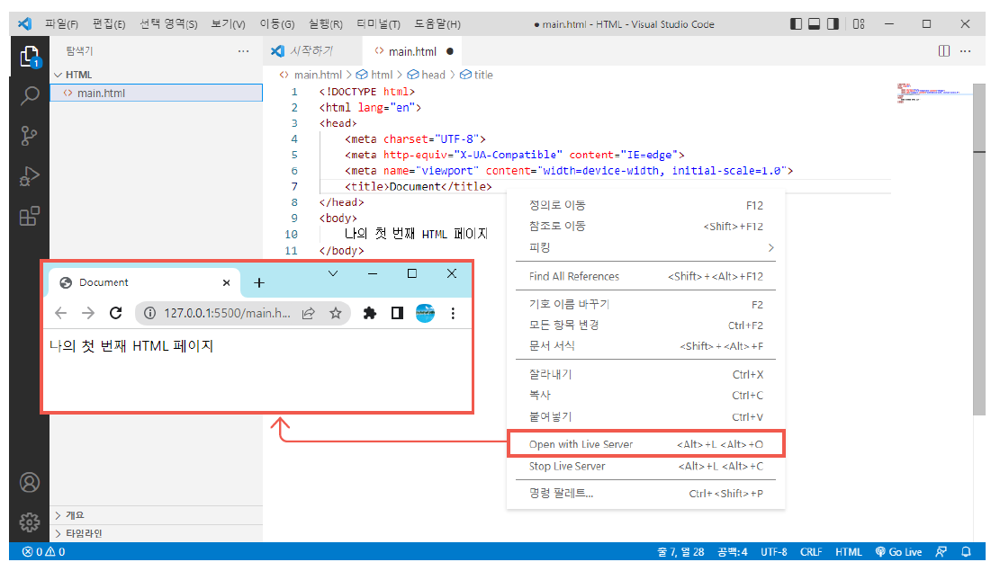 파일(F) 편집(E) 선택 영역(S) 보기(V) 이동(G) 실행(R) 터미널(T) 도움말(H) ● main.html - HTML - Visual Studio Code
탐색기 ...
HTML
main.html
1
시작하기 main.html ●
main.html > html > head > title
1 <!DOCTYPE html>
2 <html lang="en">
3 <head>
4 <meta charset="UTF-8">
5 <meta http-equiv="X-UA-Compatible" content="IE=edge">
6 <meta name="viewport" content="width=device-width, initial-scale=1.0">
7 <title>Document</title>
8 </head>
9 <body>
10 나의 첫 번째 HTML 페이지
11 </body>
정의로 이동 F12
참조로 이동 <Shift>+F12
피킹 >
Find All References <Shift>+<Alt>+F12
기호 이름 바꾸기 F2
모든 항목 변경 Ctrl+F2
문서 서식 <Shift>+<Alt>+F
잘라내기 Ctrl+X
복사 Ctrl+C
붙여넣기 Ctrl+V
Open with Live Server <Alt>+L <Alt>+O
Stop Live Server <Alt>+L <Alt>+C
명령 팔레트... Ctrl+<Shift>+P
Document
127.0.0.1:5500/main.h...
나의 첫 번째 HTML 페이지
> 개요
> 타임라인
0 0 줄 7, 열 28 공백: 4 UTF-8 CRLF HTML Go Live